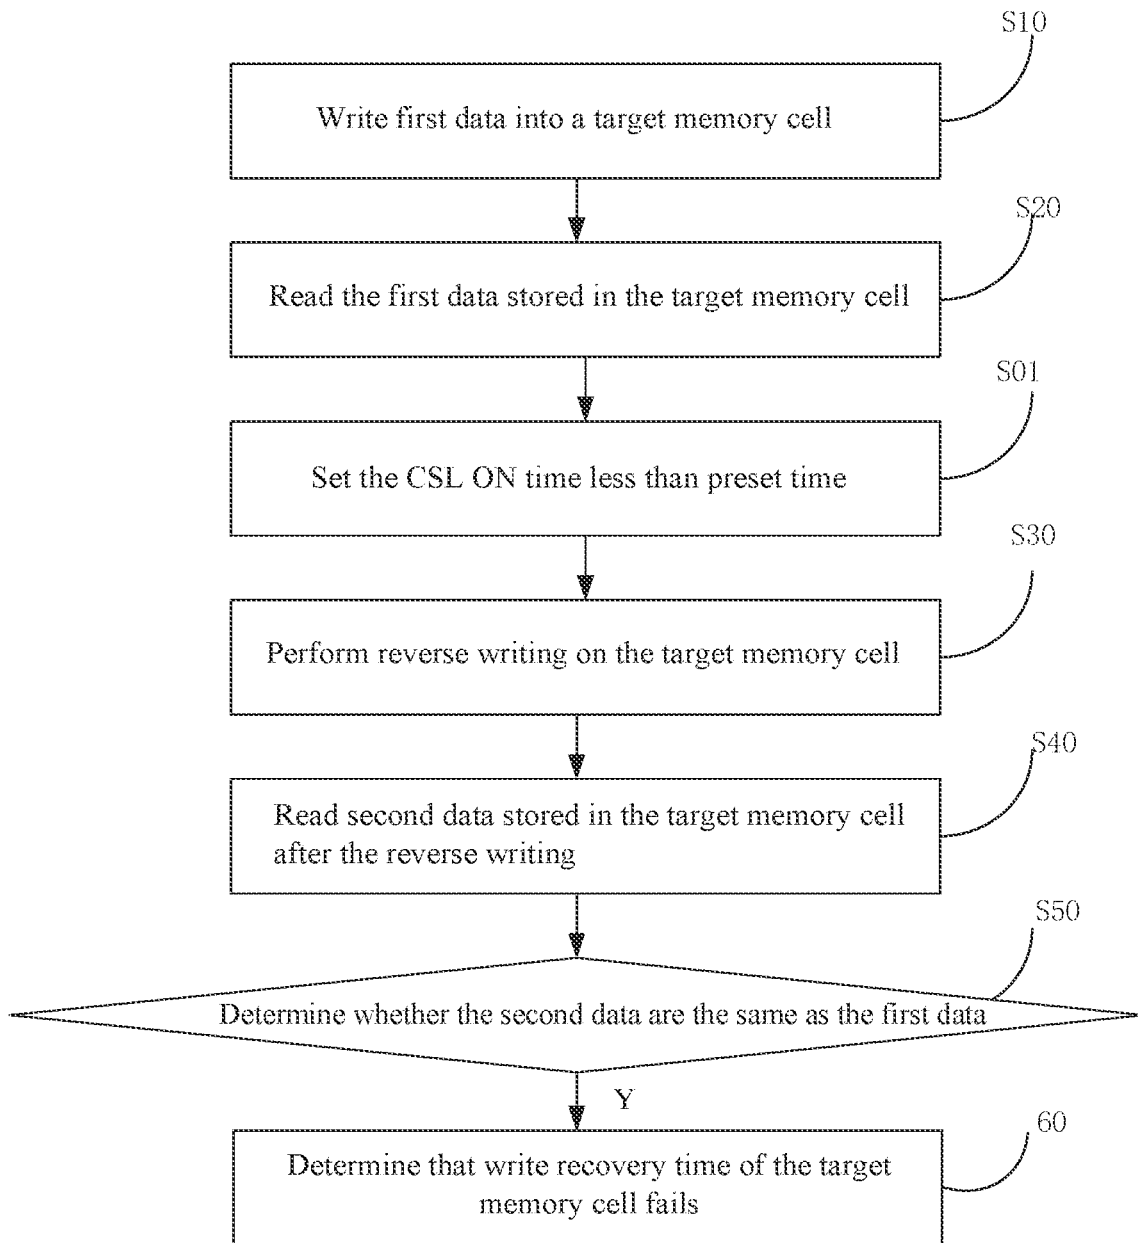 S10
Write first data into a target memory cell
S20
Read the first data stored in the target memory cell
S01
Set the CSL ON time less than preset time
S30
Perform reverse writing on the target memory cell
S40
Read second data stored in the target memory cell
after the reverse writing
S50
Determine whether the second data are the same as the first data
Y
60
Determine that write recovery time of the target
memory cell fails